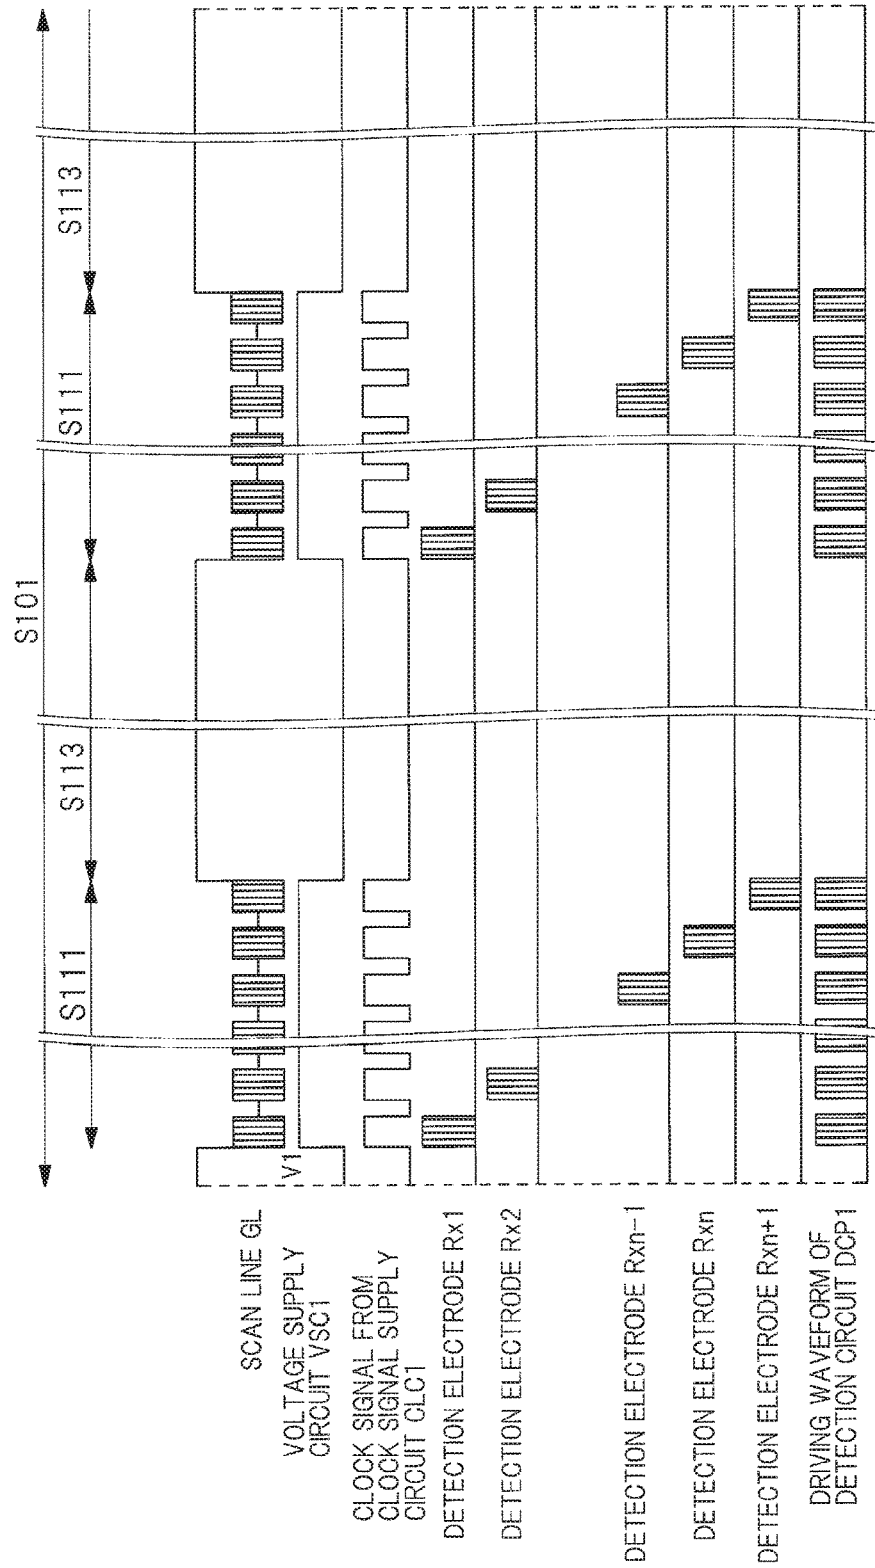 S101
S111
S113
S111
S113
SCAN LINE GL
V1
VOLTAGE SUPPLY
CIRCUIT VSC1
CLOCK SIGNAL FROM
CLOCK SIGNAL SUPPLY
CIRCUIT CLC1
DETECTION ELECTRODE Rx1
DETECTION ELECTRODE Rx2
DETECTION ELECTRODE Rxn-1
DETECTION ELECTRODE Rxn
DETECTION ELECTRODE Rxn+1
DRIVING WAVEFORM OF
DETECTION CIRCUIT DCP1